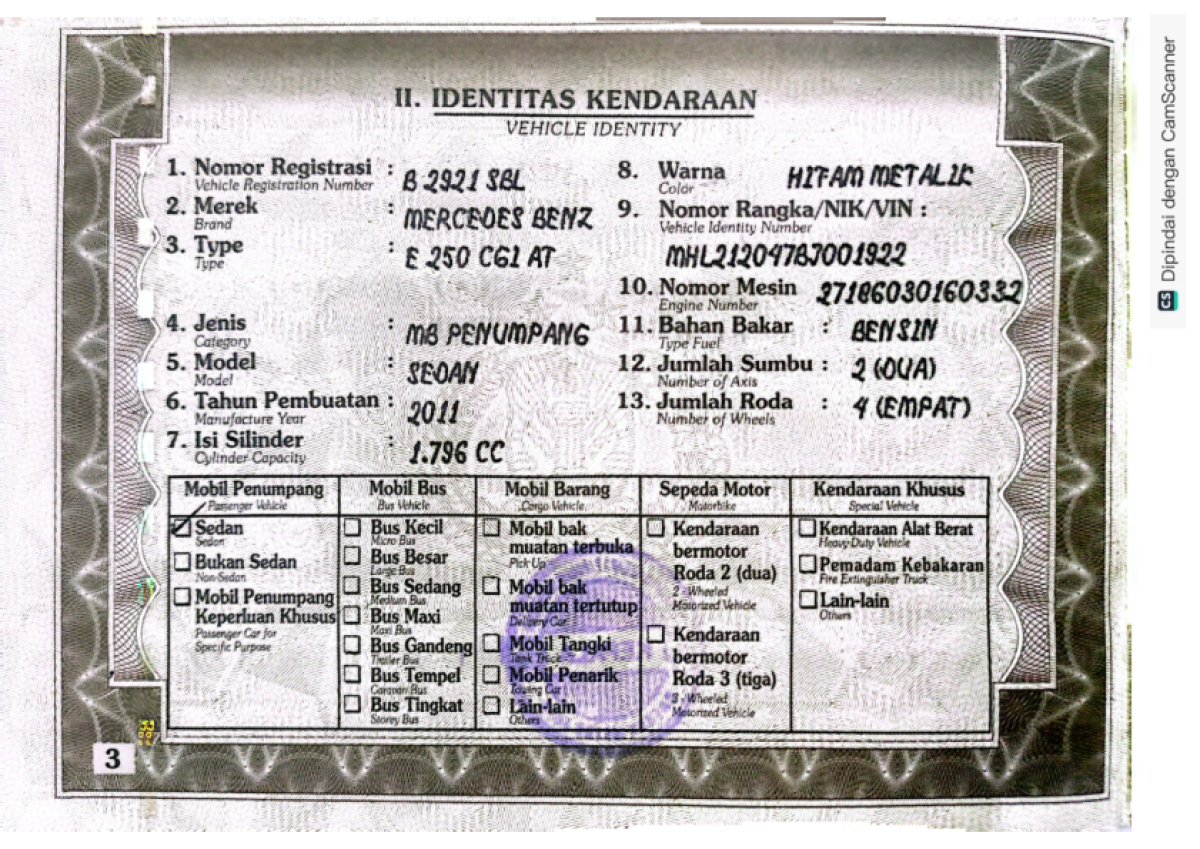 II. IDENTITAS KENDARAAN
VEHICLE IDENTITY
1. Nomor Registrasi : B 2921 SBL
Vehicle Registration Number
2. Merek : MERCEDES BENZ
Brand
3. Type : E 250 CGI AT
Type
4. Jenis : MB PENUMPANG
Category
5. Model : SEDAN
Model
6. Tahun Pembuatan : 2011
Manufacture Year
7. Isi Silinder : 1.796 CC
Cylinder Capacity
8. Warna HITAM METALIK
Color
9. Nomor Rangka/NIK/VIN :
Vehicle Identity Number
MHL212047BJ001922
10. Nomor Mesin 27186030160332
Engine Number
11. Bahan Bakar : BENSIN
Type Fuel
12. Jumlah Sumbu : 2 (DUA)
Number of Axis
13. Jumlah Roda : 4 (EMPAT)
Number of Wheels
Mobil Penumpang
Passenger Vehicle
Sedan
Sedan
Bukan Sedan
Non-Sedan
Mobil Penumpang
Keperluan Khusus
Passenger Car for
Specific Purpose
Mobil Bus
Bus Vehicle
Bus Kecil
Micro Bus
Bus Besar
Large Bus
Bus Sedang
Medium Bus
Bus Maxi
Maxi Bus
Bus Gandeng
Trailer Bus
Bus Tempel
Caravan Bus
Bus Tingkat
Storey Bus
Mobil Barang
Cargo Vehicle
Mobil bak
muatan terbuka
Pick Up
Mobil bak
muatan tertutup
Delivery Car
Mobil Tangki
Tank Truck
Mobil Penarik
Towing Car
Lain-lain
Others
Sepeda Motor
Motorbike
Kendaraan
bermotor
Roda 2 (dua)
2 - Wheeled
Motorized Vehicle
Kendaraan
bermotor
Roda 3 (tiga)
3 - Wheeled
Motorized Vehicle
Kendaraan Khusus
Special Vehicle
Kendaraan Alat Berat
Heavy-Duty Vehicle
Pemadam Kebakaran
Fire Extinguisher Truck
Lain-lain
Others
3
CS Dipindai dengan CamScanner